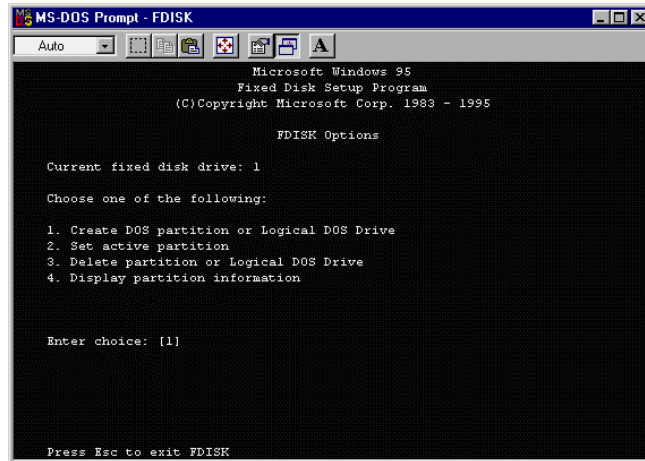 MS-DOS Prompt - FDISK
Auto
A
Microsoft Windows 95
Fixed Disk Setup Program
(C)Copyright Microsoft Corp. 1983 - 1995
FDISK Options
Current fixed disk drive: 1
Choose one of the following:
1. Create DOS partition or Logical DOS Drive
2. Set active partition
3. Delete partition or Logical DOS Drive
4. Display partition information
Enter choice: [1]
Press Esc to exit FDISK